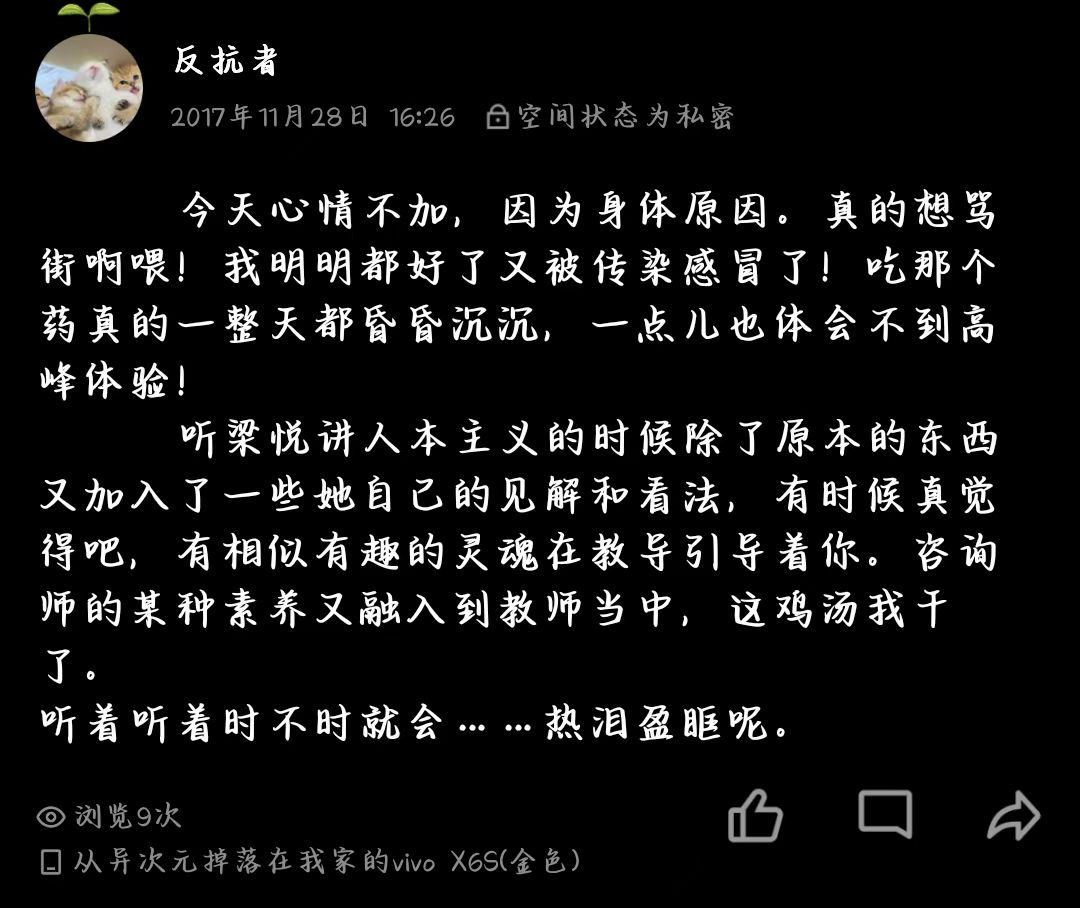 反抗者
2017年11月28日 16:26 空间状态为私密
今天心情不加，因为身体原因。真的想骂
街啊喂！我明明都好了又被传染感冒了！吃那个
药真的一整天都昏昏沉沉，一点儿也体会不到高
峰体验！
听梁悦讲人本主义的时候除了原本的东西
又加入了一些她自己的见解和看法，有时候真觉
得吧，有相似有趣的灵魂在教导引导着你。咨询
师的某种素养又融入到教师当中，这鸡汤我干
了。
听着听着时不时就会……热泪盈眶呢。
浏览9次
从异次元掉落在我家的vivo X6S(金色)